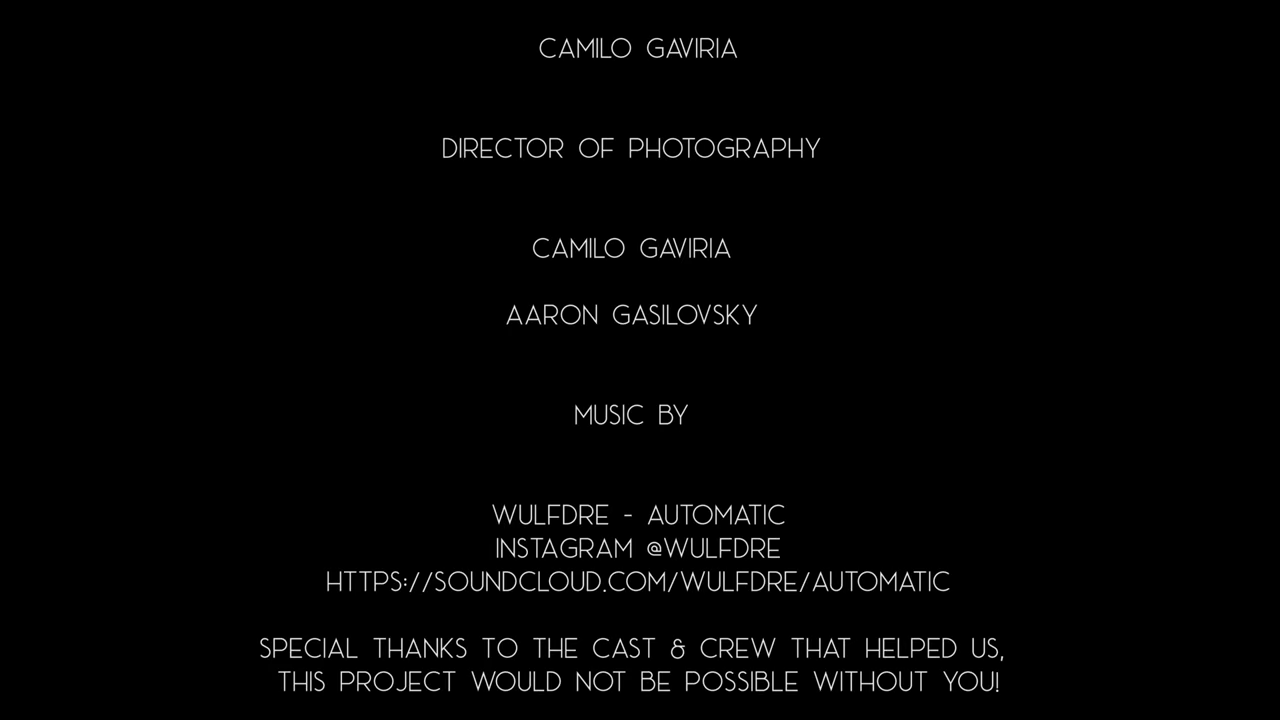 CAMILO GAVIRIA
DIRECTOR OF PHOTOGRAPHY
CAMILO GAVIRIA
AARON GASILOVSKY
MUSIC BY
WULFDRE - AUTOMATIC
INSTAGRAM @WULFDRE
HTTPS://SOUNDCLOUD.COM/WULFDRE/AUTOMATIC
SPECIAL THANKS TO THE CAST & CREW THAT HELPED US,
THIS PROJECT WOULD NOT BE POSSIBLE WITHOUT YOU!